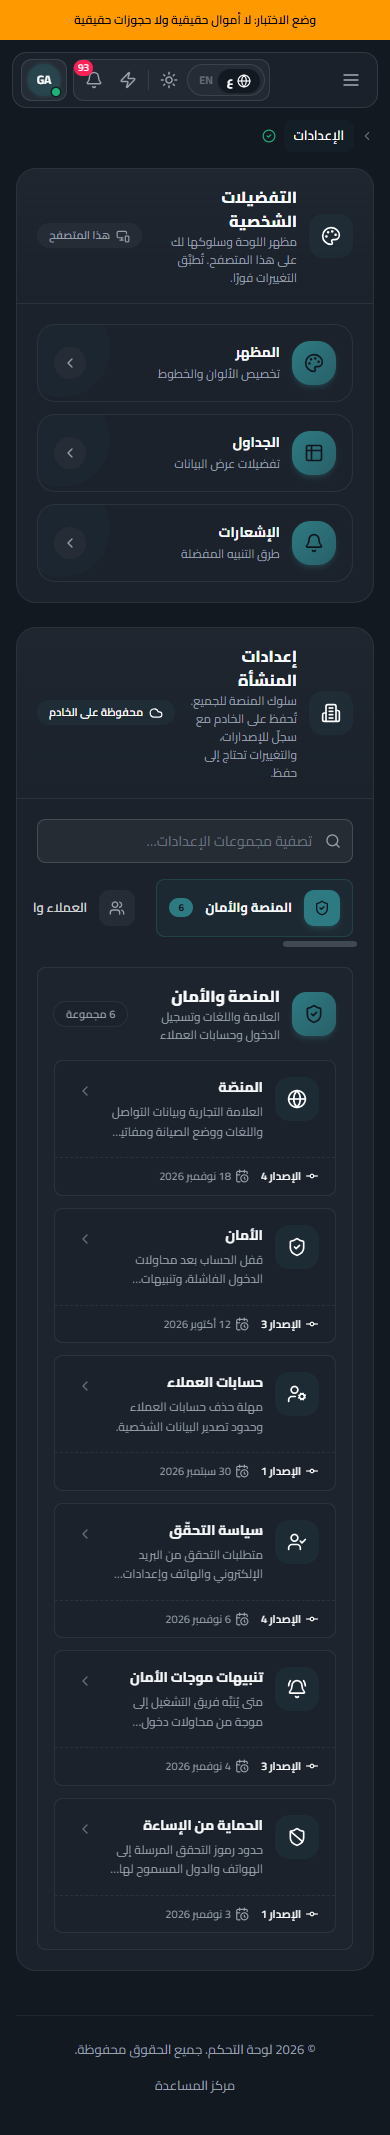 وضع الاختبار: لا أموال حقيقية ولا حجوزات حقيقية
ع EN
93
GA
الإعدادات
التفضيلات
الشخصية
مظهر اللوحة وسلوكها لك
على هذا المتصفح. تُطبَّق
التغييرات فورًا.
هذا المتصفح
المظهر
تخصيص الألوان والخطوط
الجداول
تفضيلات عرض البيانات
الإشعارات
طرق التنبيه المفضلة
إعدادات
المنشأة
سلوك المنصة للجميع.
تُحفظ على الخادم مع
سجلّ للإصدارات،
والتغييرات تحتاج إلى
حفظ.
محفوظة على الخادم
تصفية مجموعات الإعدادات...
المنصة والأمان 6
العملاء وا
المنصة والأمان
العلامة واللغات وتسجيل
الدخول وحسابات العملاء
6 مجموعة
المنصّة
العلامة التجارية وبيانات التواصل
واللغات ووضع الصيانة ومفاتيـ...
الإصدار 4 18 نوفمبر 2026
الأمان
قفل الحساب بعد محاولات
الدخول الفاشلة، وتنبيهات...
الإصدار 3 12 أكتوبر 2026
حسابات العملاء
مهلة حذف حسابات العملاء
وحدود تصدير البيانات الشخصية.
الإصدار 1 30 سبتمبر 2026
سياسة التحقّق
متطلبات التحقق من البريد
الإلكتروني والهاتف وإعدادات...
الإصدار 4 6 نوفمبر 2026
تنبيهات موجات الأمان
متى يُنبَّه فريق التشغيل إلى
موجة من محاولات دخول...
الإصدار 3 4 نوفمبر 2026
الحماية من الإساءة
حدود رموز التحقق المرسلة إلى
الهواتف والدول المسموح لها...
الإصدار 1 3 نوفمبر 2026
© 2026 لوحة التحكم. جميع الحقوق محفوظة.
مركز المساعدة